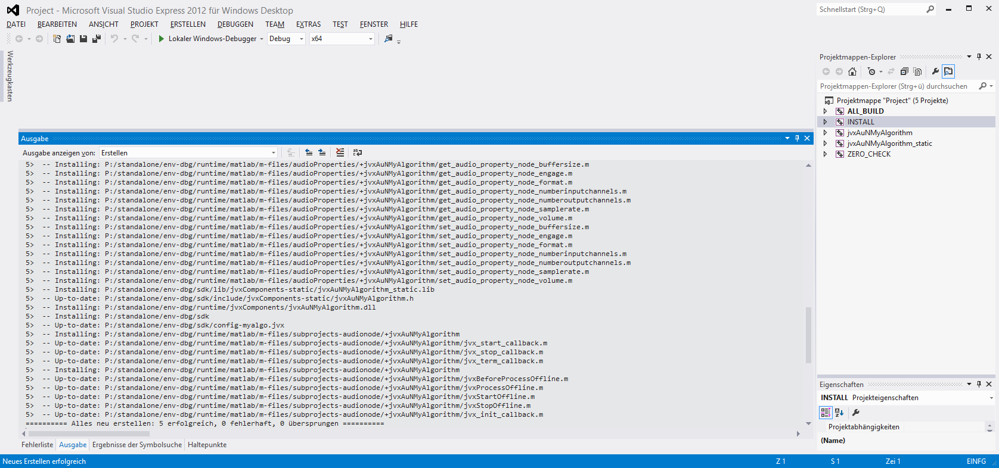 Project - Microsoft Visual Studio Express 2012 für Windows Desktop
Schnellstart (Strg+Q)
DATEI BEARBEITEN ANSICHT PROJEKT ERSTELLEN DEBUGGEN TEAM EXTRAS TEST FENSTER HILFE
Lokaler Windows-Debugger Debug x64
Werkzeugkasten
Ausgabe
Ausgabe anzeigen von: Erstellen
5> -- Installing: P:/standalone/env-dbg/runtime/matlab/m-files/audioProperties/+jvxAuNMyAlgorithm/get_audio_property_node_buffersize.m
5> -- Installing: P:/standalone/env-dbg/runtime/matlab/m-files/audioProperties/+jvxAuNMyAlgorithm/get_audio_property_node_engage.m
5> -- Installing: P:/standalone/env-dbg/runtime/matlab/m-files/audioProperties/+jvxAuNMyAlgorithm/get_audio_property_node_format.m
5> -- Installing: P:/standalone/env-dbg/runtime/matlab/m-files/audioProperties/+jvxAuNMyAlgorithm/get_audio_property_node_numberinputchannels.m
5> -- Installing: P:/standalone/env-dbg/runtime/matlab/m-files/audioProperties/+jvxAuNMyAlgorithm/get_audio_property_node_numberoutputchannels.m
5> -- Installing: P:/standalone/env-dbg/runtime/matlab/m-files/audioProperties/+jvxAuNMyAlgorithm/get_audio_property_node_samplerate.m
5> -- Installing: P:/standalone/env-dbg/runtime/matlab/m-files/audioProperties/+jvxAuNMyAlgorithm/get_audio_property_node_volume.m
5> -- Installing: P:/standalone/env-dbg/runtime/matlab/m-files/audioProperties/+jvxAuNMyAlgorithm/set_audio_property_node_buffersize.m
5> -- Installing: P:/standalone/env-dbg/runtime/matlab/m-files/audioProperties/+jvxAuNMyAlgorithm/set_audio_property_node_engage.m
5> -- Installing: P:/standalone/env-dbg/runtime/matlab/m-files/audioProperties/+jvxAuNMyAlgorithm/set_audio_property_node_format.m
5> -- Installing: P:/standalone/env-dbg/runtime/matlab/m-files/audioProperties/+jvxAuNMyAlgorithm/set_audio_property_node_numberinputchannels.m
5> -- Installing: P:/standalone/env-dbg/runtime/matlab/m-files/audioProperties/+jvxAuNMyAlgorithm/set_audio_property_node_numberoutputchannels.m
5> -- Installing: P:/standalone/env-dbg/runtime/matlab/m-files/audioProperties/+jvxAuNMyAlgorithm/set_audio_property_node_samplerate.m
5> -- Installing: P:/standalone/env-dbg/runtime/matlab/m-files/audioProperties/+jvxAuNMyAlgorithm/set_audio_property_node_volume.m
5> -- Installing: P:/standalone/env-dbg/sdk/lib/jvxComponents-static/jvxAuNMyAlgorithm_static.lib
5> -- Up-to-date: P:/standalone/env-dbg/sdk/include/jvxComponents-static/jvxAuNMyAlgorithm.h
5> -- Installing: P:/standalone/env-dbg/runtime/jvxComponents/jvxAuNMyAlgorithm.dll
5> -- Installing: P:/standalone/env-dbg/sdk
5> -- Up-to-date: P:/standalone/env-dbg/sdk/config-myalgo.jvx
5> -- Installing: P:/standalone/env-dbg/runtime/matlab/m-files/subprojects-audionode/+jvxAuNMyAlgorithm
5> -- Up-to-date: P:/standalone/env-dbg/runtime/matlab/m-files/subprojects-audionode/+jvxAuNMyAlgorithm/jvx_start_callback.m
5> -- Up-to-date: P:/standalone/env-dbg/runtime/matlab/m-files/subprojects-audionode/+jvxAuNMyAlgorithm/jvx_stop_callback.m
5> -- Up-to-date: P:/standalone/env-dbg/runtime/matlab/m-files/subprojects-audionode/+jvxAuNMyAlgorithm/jvx_term_callback.m
5> -- Installing: P:/standalone/env-dbg/runtime/matlab/m-files/subprojects-audionode/+jvxAuNMyAlgorithm
5> -- Up-to-date: P:/standalone/env-dbg/runtime/matlab/m-files/subprojects-audionode/+jvxAuNMyAlgorithm/jvxBeforeProcessOffline.m
5> -- Up-to-date: P:/standalone/env-dbg/runtime/matlab/m-files/subprojects-audionode/+jvxAuNMyAlgorithm/jvxProcessOffline.m
5> -- Up-to-date: P:/standalone/env-dbg/runtime/matlab/m-files/subprojects-audionode/+jvxAuNMyAlgorithm/jvxStartOffline.m
5> -- Up-to-date: P:/standalone/env-dbg/runtime/matlab/m-files/subprojects-audionode/+jvxAuNMyAlgorithm/jvxStopOffline.m
5> -- Up-to-date: P:/standalone/env-dbg/runtime/matlab/m-files/subprojects-audionode/+jvxAuNMyAlgorithm/jvx_init_callback.m
========== Alles neu erstellen: 5 erfolgreich, 0 fehlerhaft, 0 übersprungen ==========
Fehlerliste Ausgabe Ergebnisse der Symbolsuche Haltepunkte
Projektmappen-Explorer
Projektmappen-Explorer (Strg+ü) durchsuchen
Projektmappe "Project" (5 Projekte)
ALL_BUILD
INSTALL
jvxAuNMyAlgorithm
jvxAuNMyAlgorithm_static
ZERO_CHECK
Eigenschaften
INSTALL Projekteigenschaften
Projektabhängigkeiten
(Name)
Neues Erstellen erfolgreich Z 1 S 1 Zei 1 EINFG